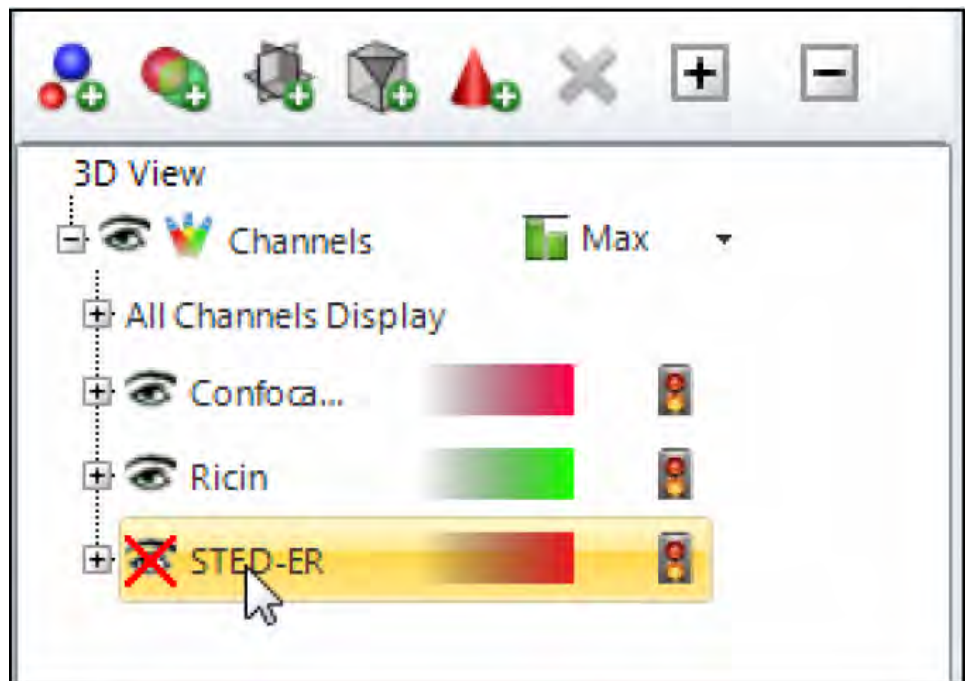 3D View
Channels Max
All Channels Display
Confoca...
Ricin
STED-ER